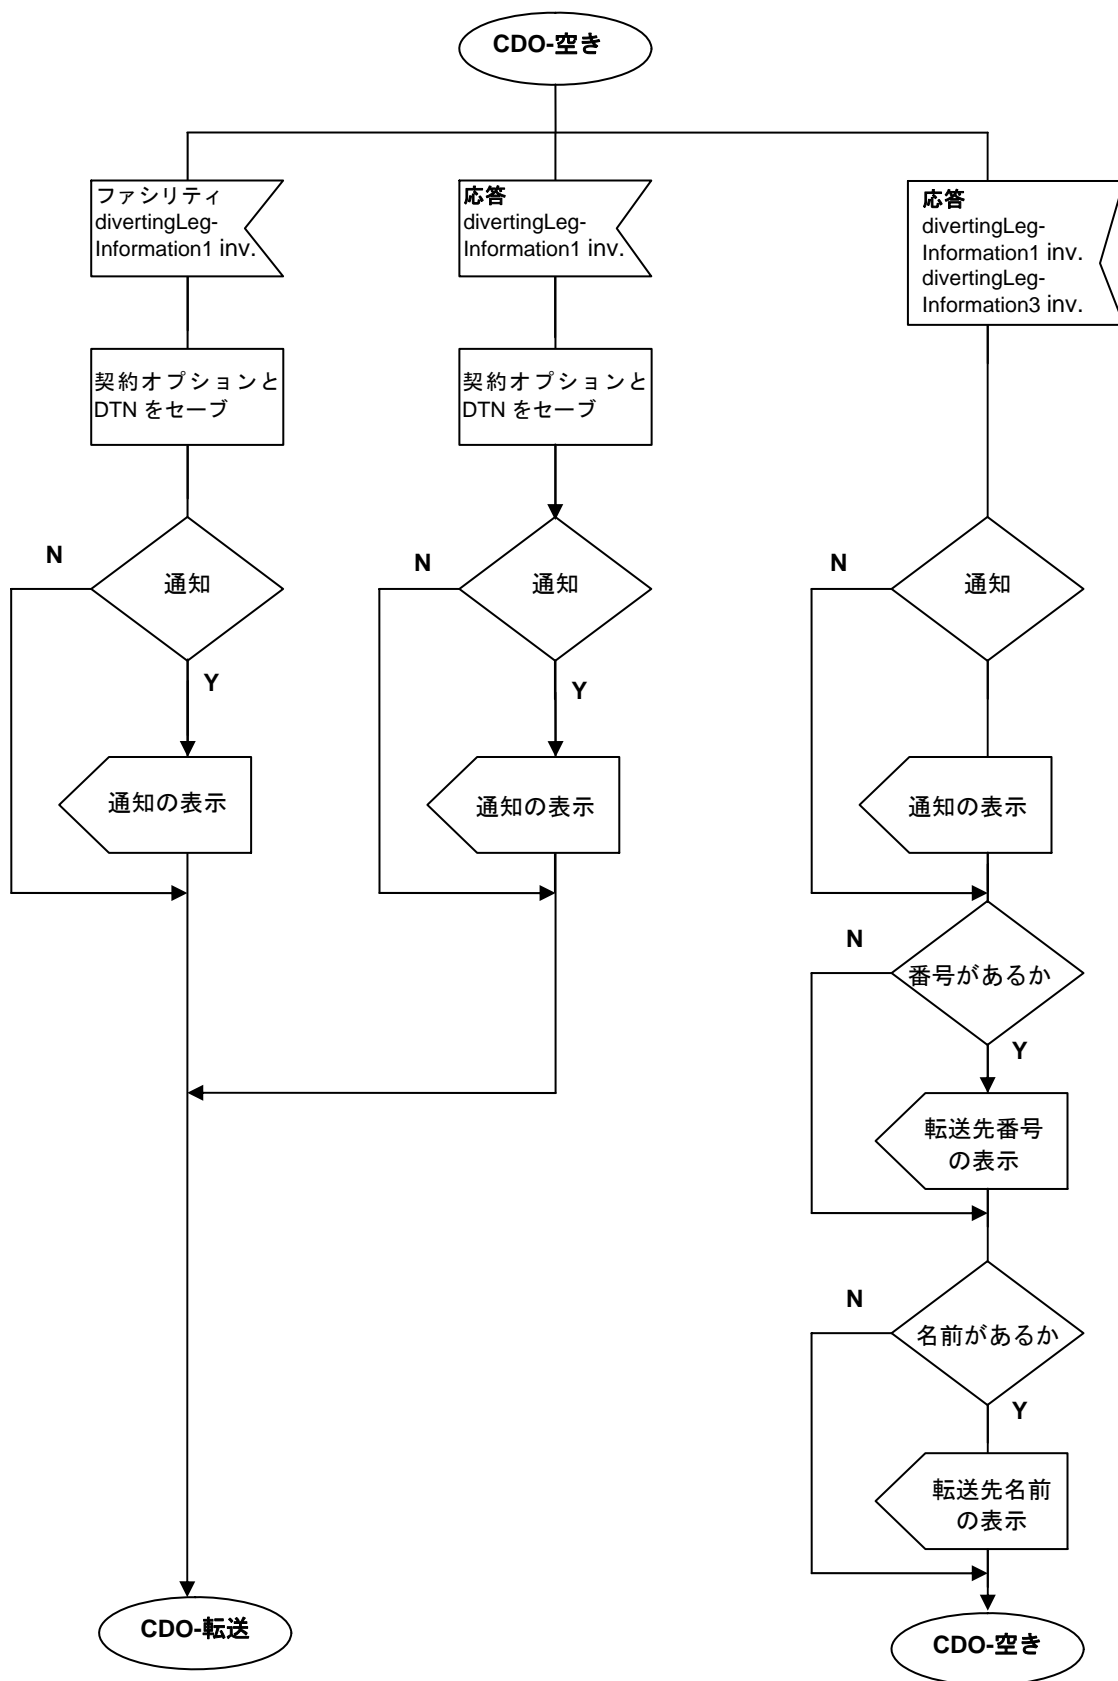 CDO-空き
ファシリティ
divertingLeg-
Information1 inv.
応答
divertingLeg-
Information1 inv.
応答
divertingLeg-
Information1 inv.
divertingLeg-
Information3 inv.
契約オプションと
DTN をセーブ
契約オプションと
DTN をセーブ
N
通知
Y
N
通知
Y
N
通知
通知の表示
通知の表示
通知の表示
N
番号があるか
Y
転送先番号
の表示
N
名前があるか
Y
転送先名前
の表示
CDO-転送
CDO-空き